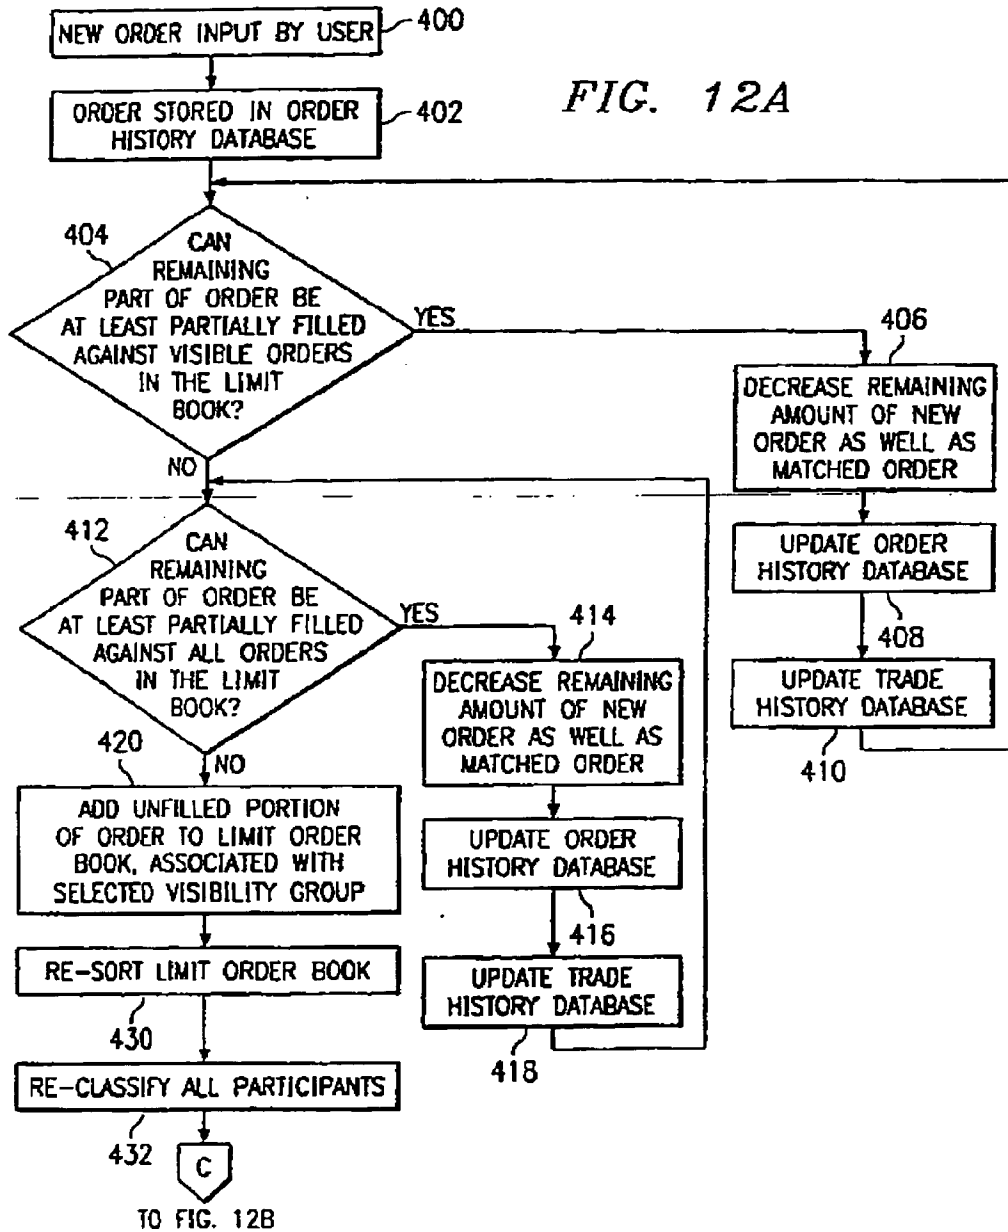 NEW ORDER INPUT BY USER
400
FIG. 12A
ORDER STORED IN ORDER
HISTORY DATABASE
402
404
CAN
REMAINING
PART OF ORDER BE
AT LEAST PARTIALLY FILLED
AGAINST VISIBLE ORDERS
IN THE LIMIT
BOOK?
YES
NO
406
DECREASE REMAINING
AMOUNT OF NEW
ORDER AS WELL AS
MATCHED ORDER
UPDATE ORDER
HISTORY DATABASE
408
UPDATE TRADE
HISTORY DATABASE
410
412
CAN
REMAINING
PART OF ORDER BE
AT LEAST PARTIALLY FILLED
AGAINST ALL ORDERS
IN THE LIMIT
BOOK?
YES
NO
414
DECREASE REMAINING
AMOUNT OF NEW
ORDER AS WELL AS
MATCHED ORDER
UPDATE ORDER
HISTORY DATABASE
416
UPDATE TRADE
HISTORY DATABASE
418
420
ADD UNFILLED PORTION
OF ORDER TO LIMIT ORDER
BOOK, ASSOCIATED WITH
SELECTED VISIBILITY GROUP
RE-SORT LIMIT ORDER BOOK
430
RE-CLASSIFY ALL PARTICIPANTS
432
C
TO FIG. 12B